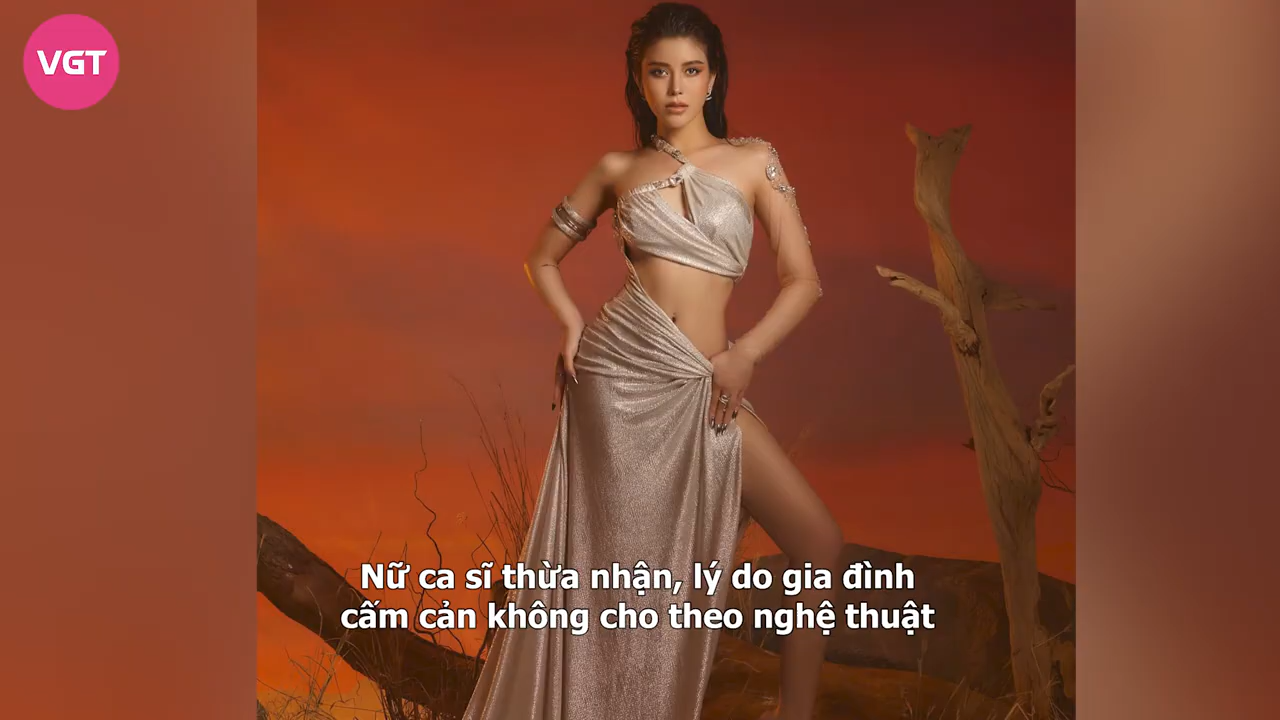 VGT
Nữ ca sĩ thừa nhận, lý do gia đình
cấm cản không cho theo nghệ thuật